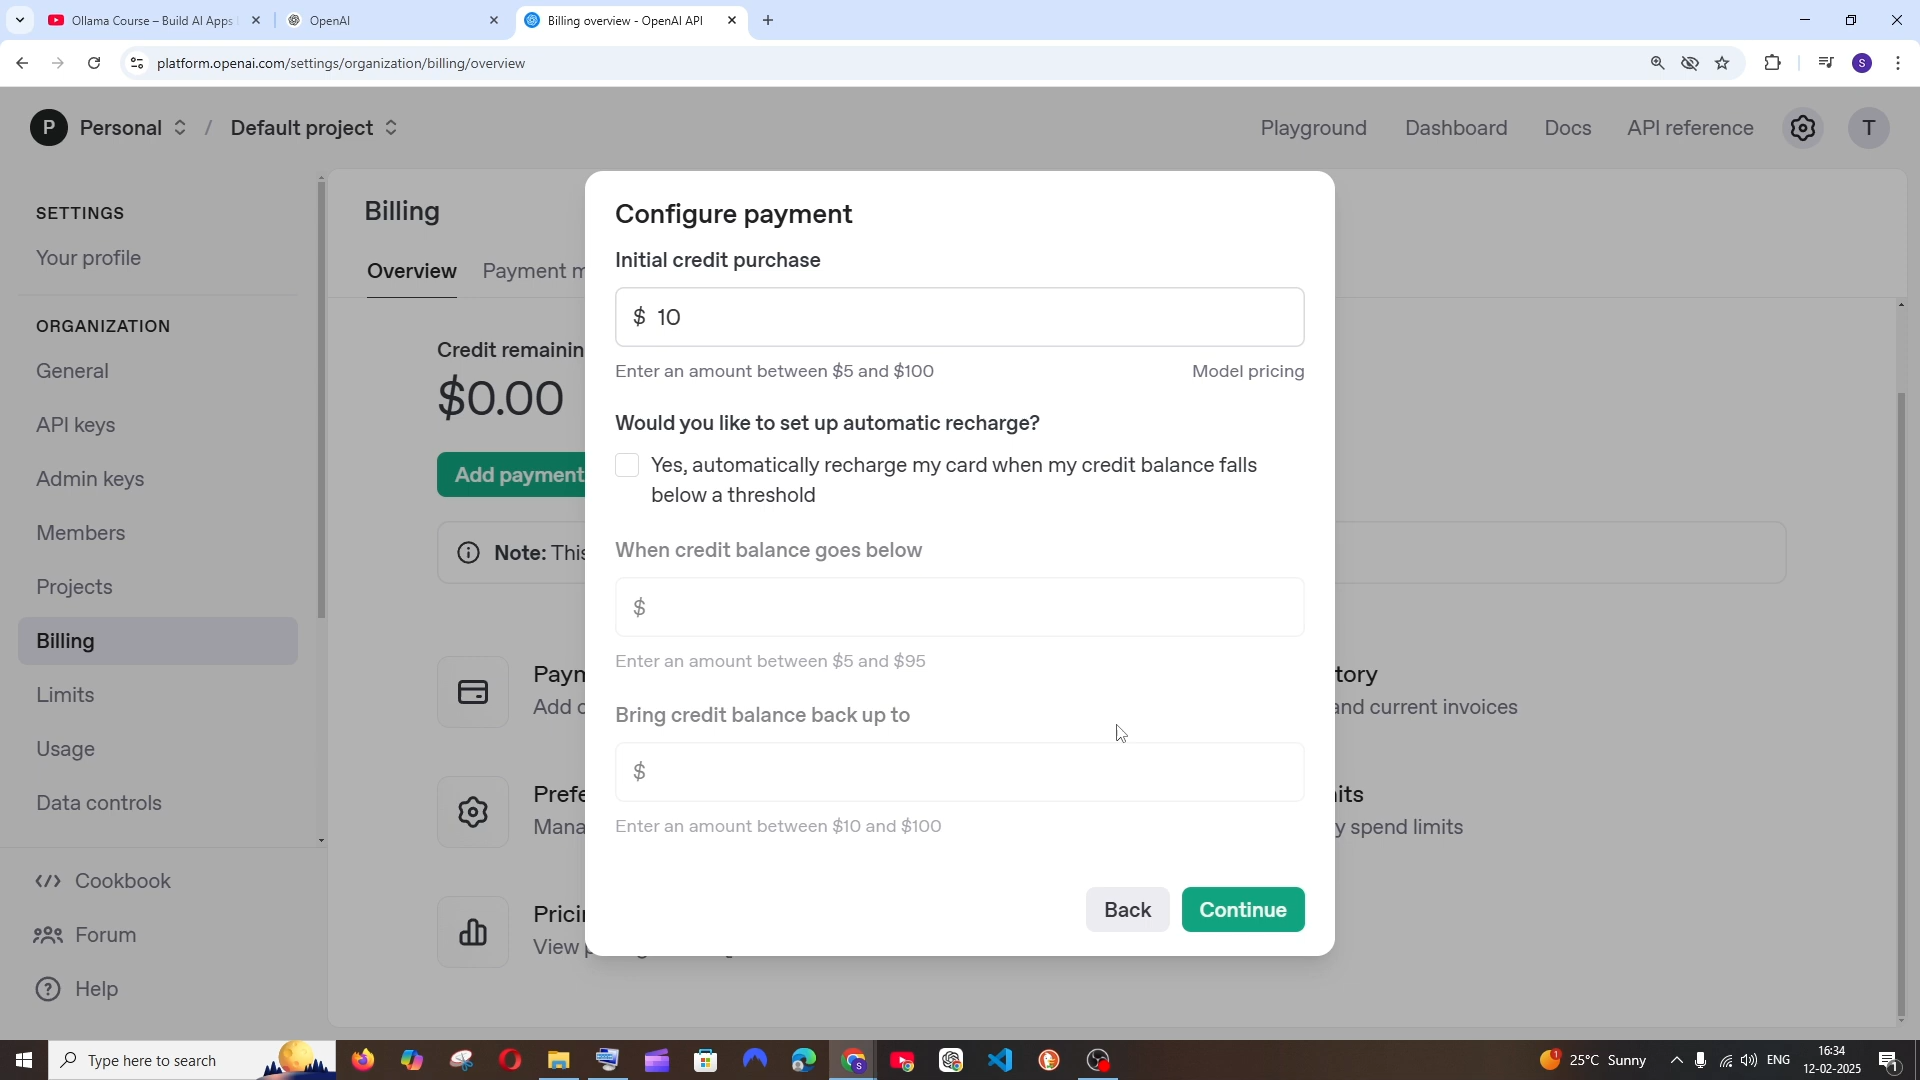 Ollama Course – Build AI Apps
OpenAI
Billing overview - OpenAI API
platform.openai.com/settings/organization/billing/overview
S
P Personal / Default project
Playground Dashboard Docs API reference T
SETTINGS
Your profile
ORGANIZATION
General
API keys
Admin keys
Members
Projects
Billing
Limits
Usage
Data controls
Cookbook
Forum
Help
Billing
Overview Payment m
Credit remainin
$0.00
Add payment
Note: This
Paym
Add c
tory
and current invoices
Prefe
Mana
its
y spend limits
Pricin
View p
Configure payment
Initial credit purchase
$ 10
Enter an amount between $5 and $100 Model pricing
Would you like to set up automatic recharge?
Yes, automatically recharge my card when my credit balance falls
below a threshold
When credit balance goes below
$
Enter an amount between $5 and $95
Bring credit balance back up to
$
Enter an amount between $10 and $100
Back Continue
Type here to search
25°C Sunny
ENG
16:34
12-02-2025